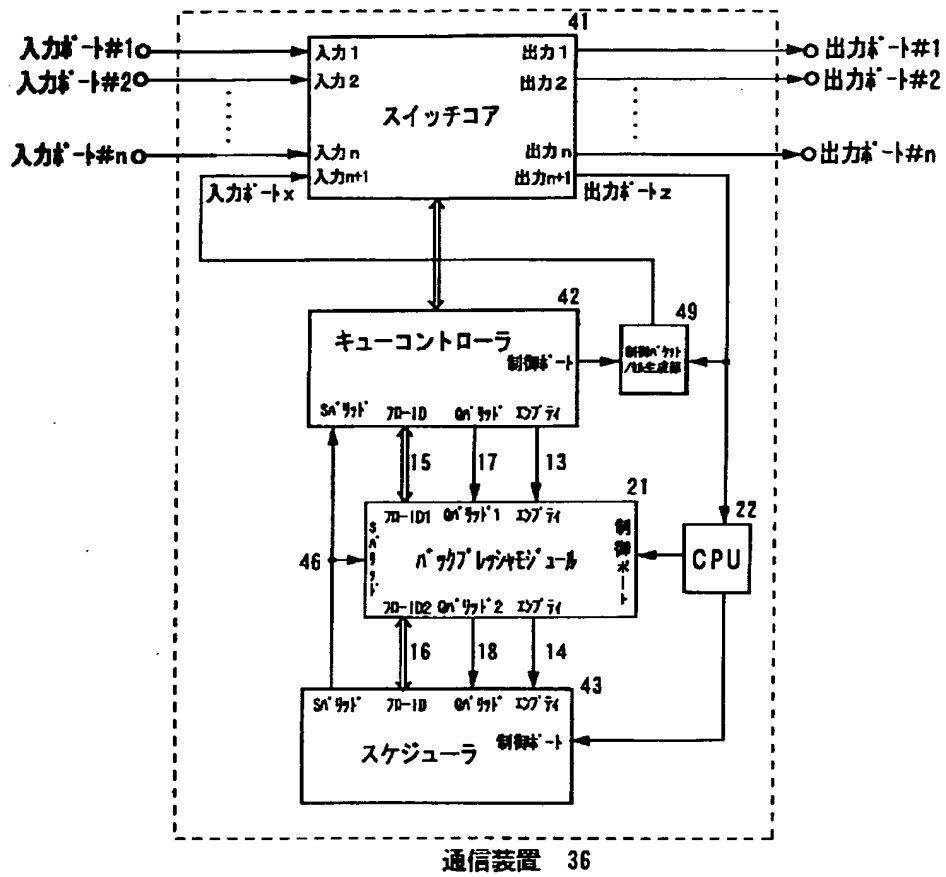 41
入力ポート#1 入力1 出力1 出力ポート#1
入力ポート#2 入力2 出力2 出力ポート#2
スイッチコア
入力ポート#n 入力n 出力n 出力ポート#n
入力ポートx 入力n+1 出力n+1 出力ポートz
42
49
キューコントローラ
制御ポート
制御パケット
/セル生成部
Sバリッド フローID Qバリッド エンプティ
15 17 13
21
22
フローID1 Qバリッド1 エンプティ
46 Sバリッド バックプレッシャモジュール 制御ポート CPU
フローID2 Qバリッド2 エンプティ
16 18 14
43
Sバリッド フローID Qバリッド エンプティ
制御ポート
スケジューラ
通信装置 36